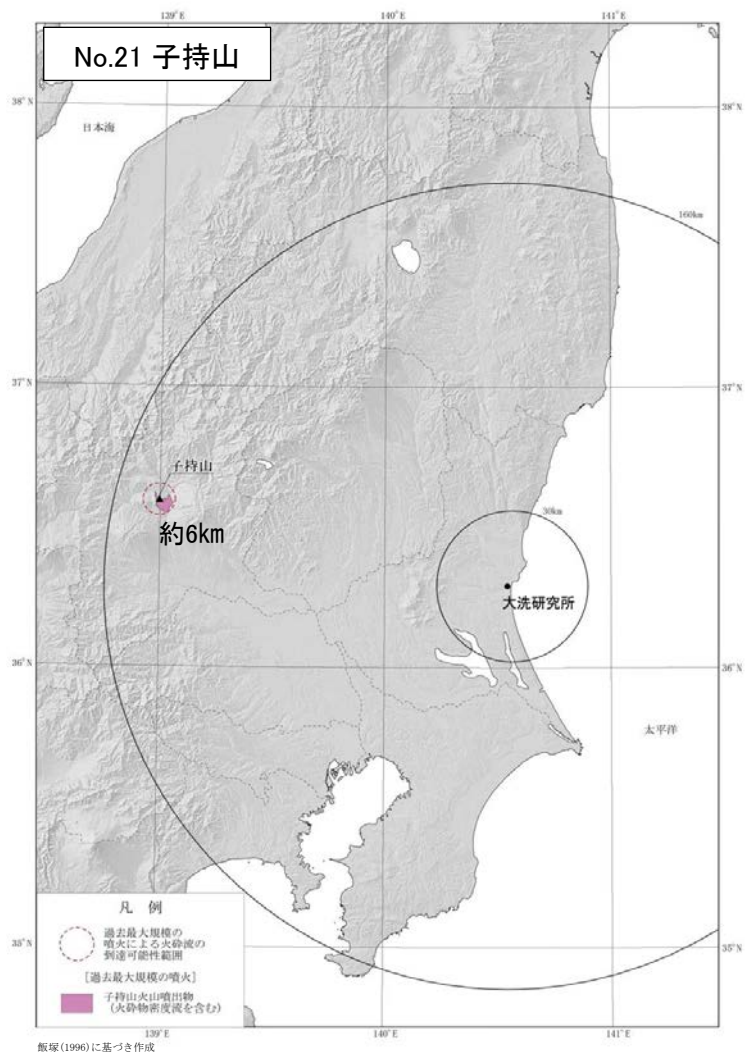 139°E
140°E
141°E
No.21 子持山
38°N
38°N
日本海
160km
37°N
37°N
子持山
約6km
30km
大洗研究所
36°N
36°N
太平洋
凡 例
過去最大規模の
噴火による火砕流の
到達可能性範囲
[過去最大規模の噴火]
子持山火山噴出物
(火砕物密度流を含む)
35°N
35°N
139°E
140°E
141°E
飯塚(1996)に基づき作成